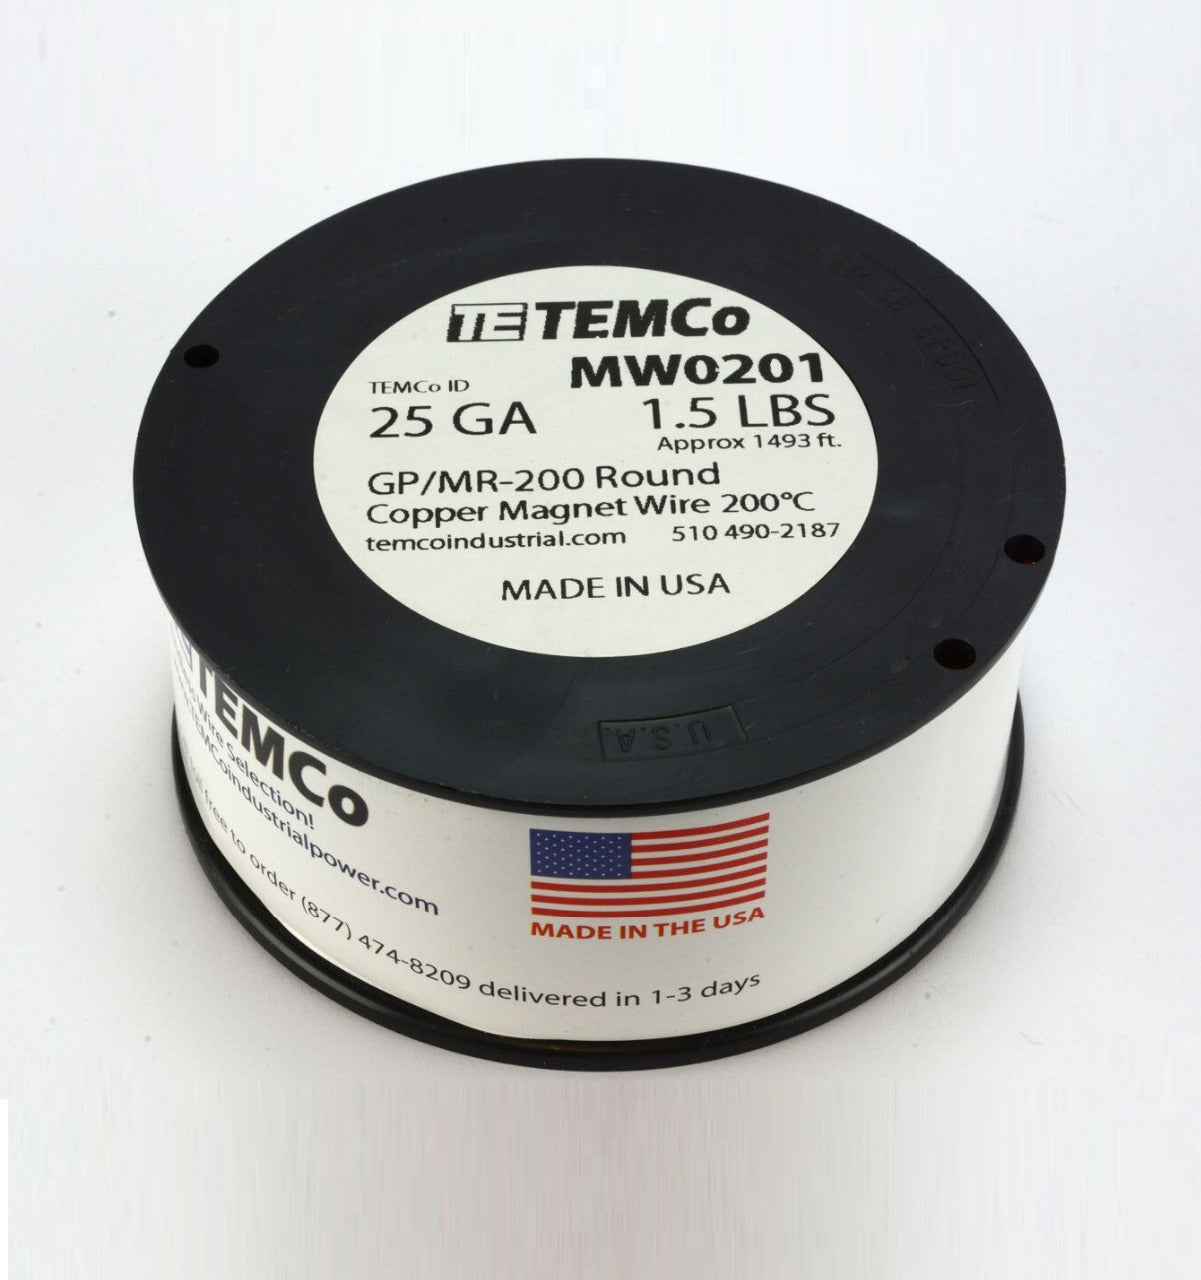 TE TEMCo
TEMCo ID MW0201
25 GA 1.5 LBS
Approx 1493 ft.
GP/MR-200 Round
Copper Magnet Wire 200°C
temcoindustrial.com 510 490-2187
MADE IN USA
U.S.A.
TEMCo
Wire Selection!
TEMCoindustrialpower.com
toll free to order (877) 474-8209 delivered in 1-3 days
MADE IN THE USA